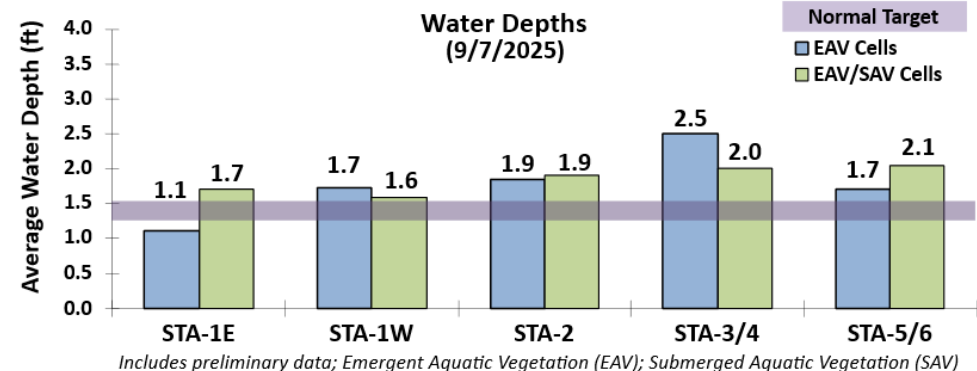 Water Depths
(9/7/2025)
Normal Target
EAV Cells
EAV/SAV Cells
Average Water Depth (ft)
4.0
3.5
3.0
2.5
2.0
1.5
1.0
0.5
0.0
1.1
1.7
1.7
1.6
1.9
1.9
2.5
2.0
1.7
2.1
STA-1E
STA-1W
STA-2
STA-3/4
STA-5/6
Includes preliminary data; Emergent Aquatic Vegetation (EAV); Submerged Aquatic Vegetation (SAV)